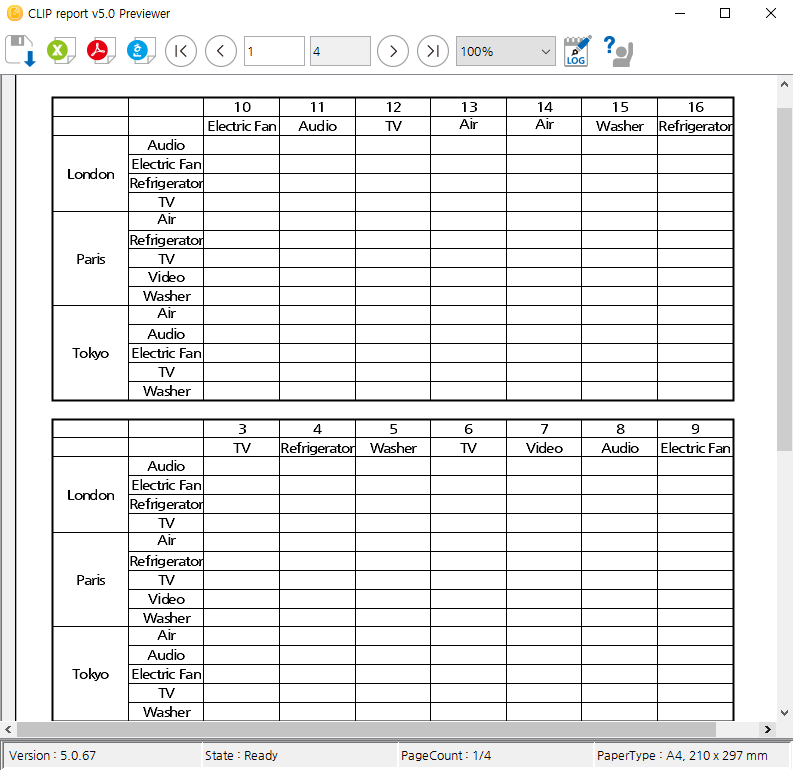 CLIP report v5.0 Previewer
1 4 100% LOG
10 11 12 13 14 15 16
Electric Fan Audio TV Air Air Washer Refrigerator
London
Audio
Electric Fan
Refrigerator
TV
Paris
Air
Refrigerator
TV
Video
Washer
Tokyo
Air
Audio
Electric Fan
TV
Washer
3 4 5 6 7 8 9
TV Refrigerator Washer TV Video Audio Electric Fan
London
Audio
Electric Fan
Refrigerator
TV
Paris
Air
Refrigerator
TV
Video
Washer
Tokyo
Air
Audio
Electric Fan
TV
Washer
Version : 5.0.67 State : Ready PageCount : 1/4 PaperType : A4, 210 x 297 mm